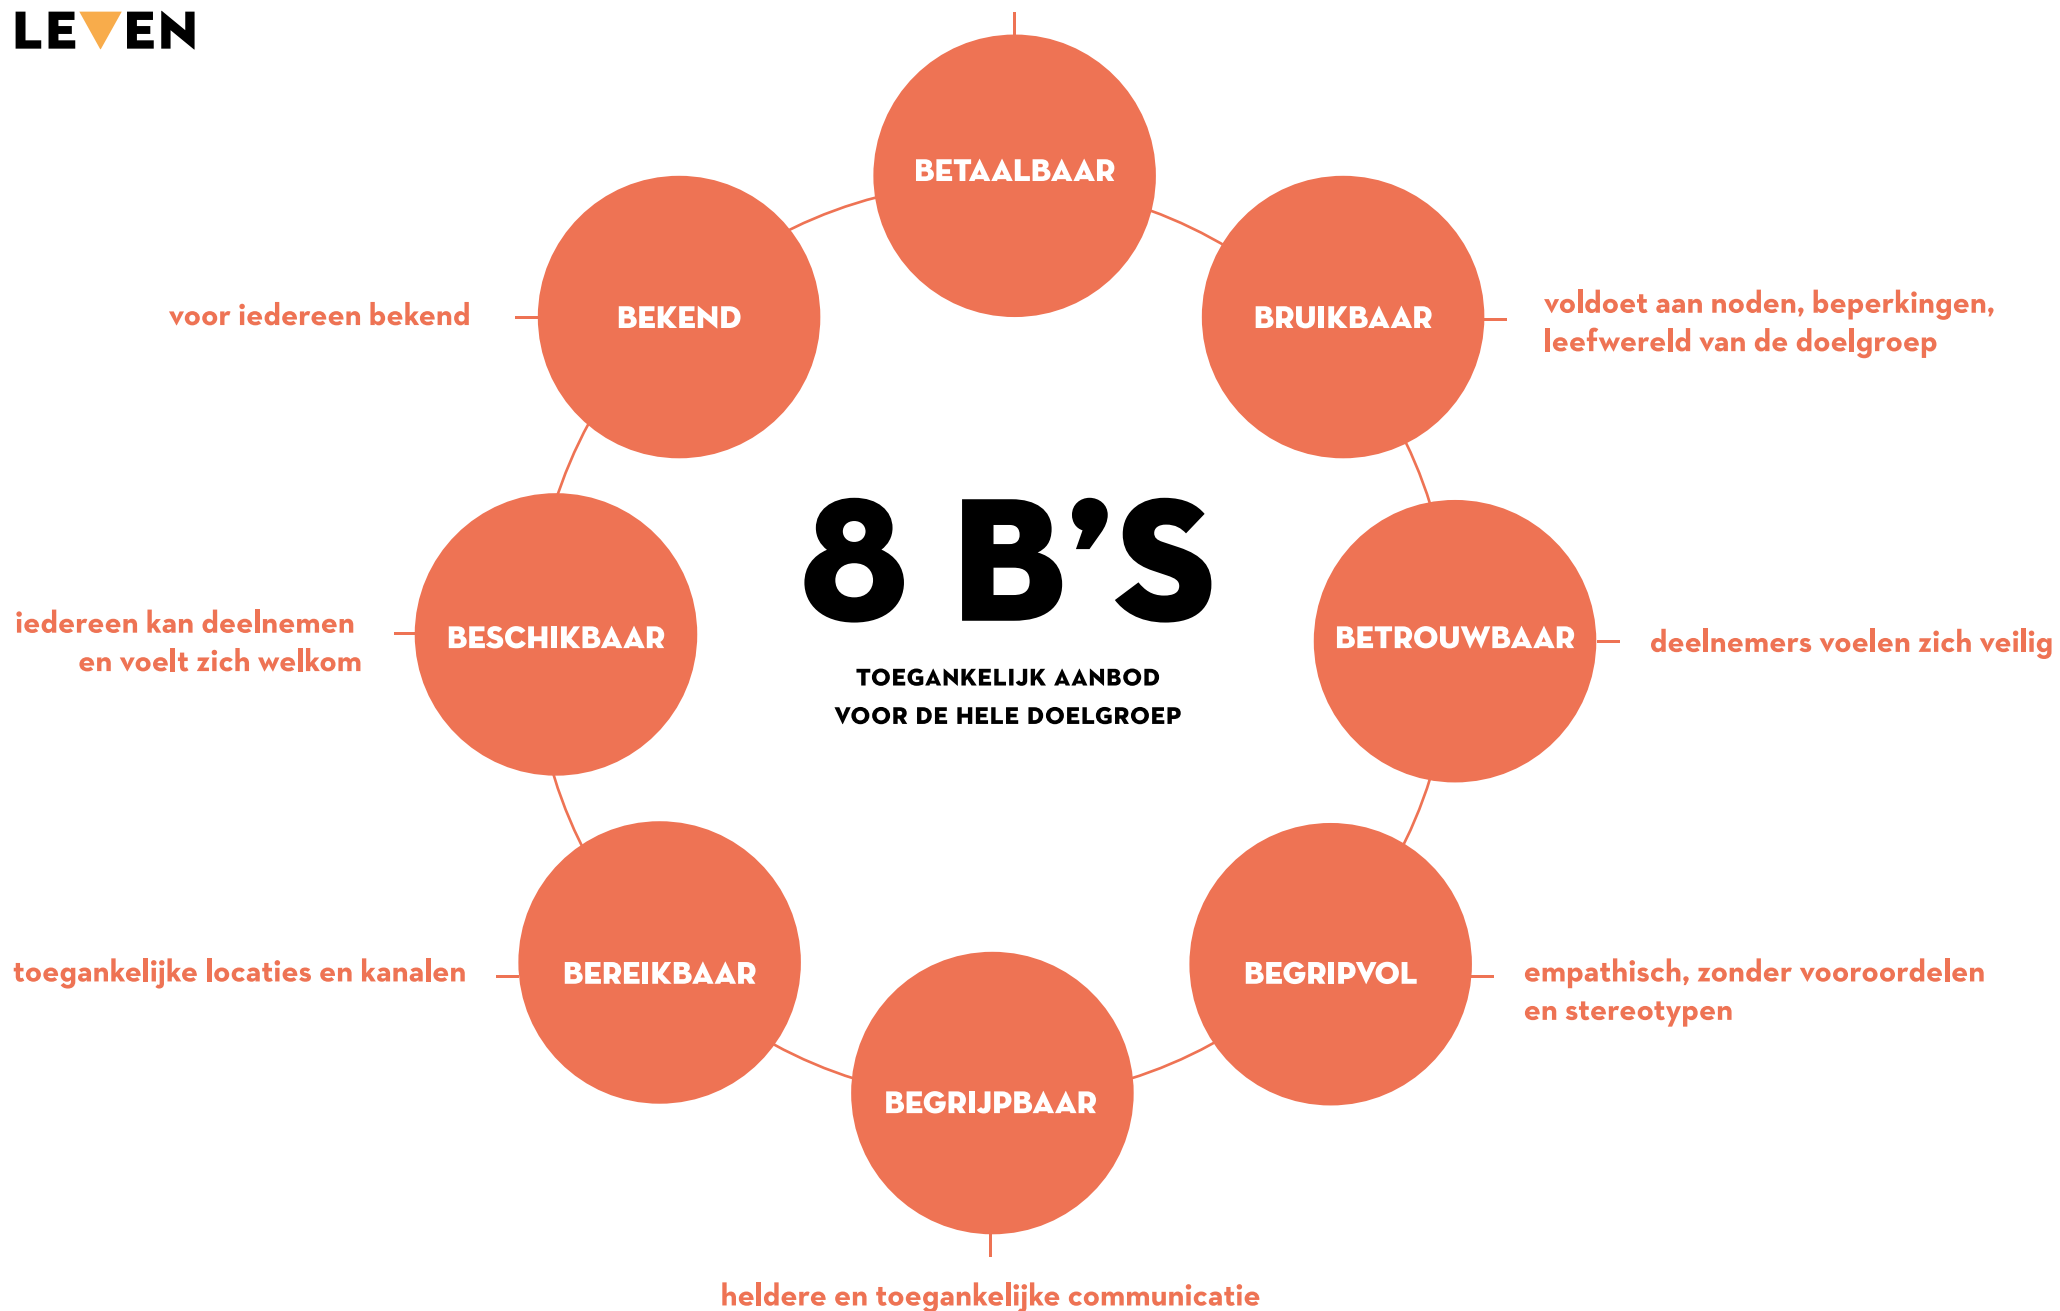 LEVEN
BETAALBAAR
BEKEND
voor iedereen bekend
BRUIKBAAR
voldoet aan noden, beperkingen,
leefwereld van de doelgroep
8 B’S
TOEGANKELIJK AANBOD
VOOR DE HELE DOELGROEP
BESCHIKBAAR
iedereen kan deelnemen
en voelt zich welkom
BETROUWBAAR
deelnemers voelen zich veilig
BEREIKBAAR
toegankelijke locaties en kanalen
BEGRIPVOL
empathisch, zonder vooroordelen
en stereotypen
BEGRIJPBAAR
heldere en toegankelijke communicatie